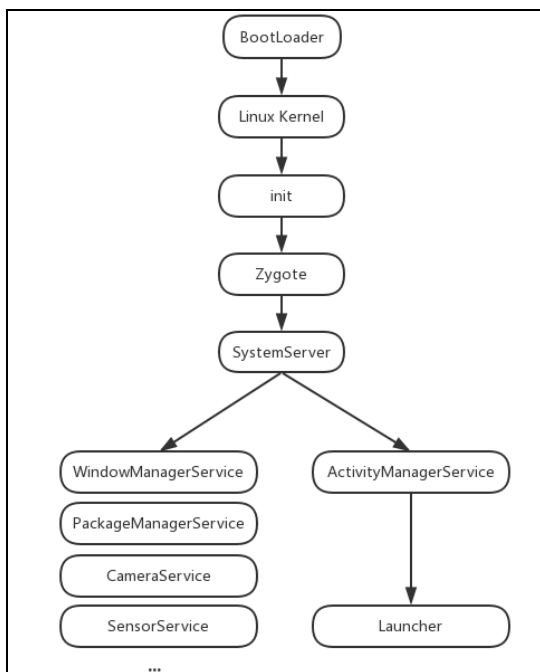 BootLoader
Linux Kernel
init
Zygote
SystemServer
WindowManagerService
ActivityManagerService
PackageManagerService
CameraService
SensorService
Launcher
...